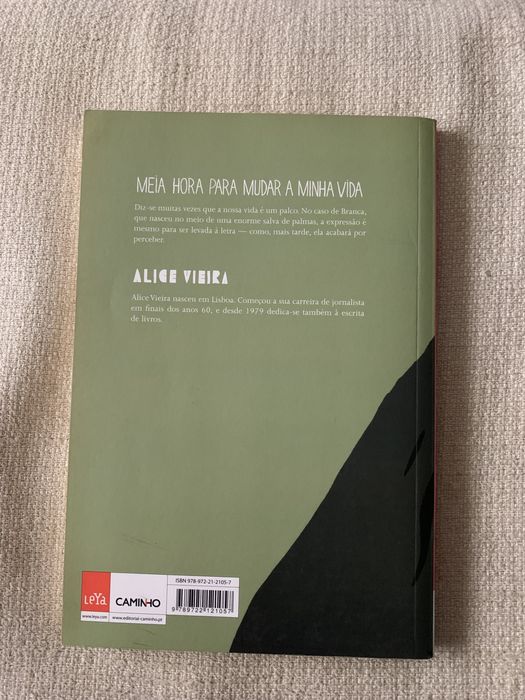 MEIA HORA PARA MUDAR A MINHA VIDA
Diz-se muitas vezes que a nossa vida é um palco. No caso de Branca,
que nasceu no meio de uma enorme salva de palmas, a expressão é
mesmo para ser levada à letra — como, mais tarde, ela acabará por
perceber.
ALICE VIEIRA
Alice Vieira nasceu em Lisboa. Começou a sua carreira de jornalista
em finais dos anos 60, e desde 1979 dedica-se também à escrita
de livros.
LEYA
www.leya.com
CAMINHO
www.editorial-caminho.pt
ISBN 978-972-21-2105-7
9 789722 121057